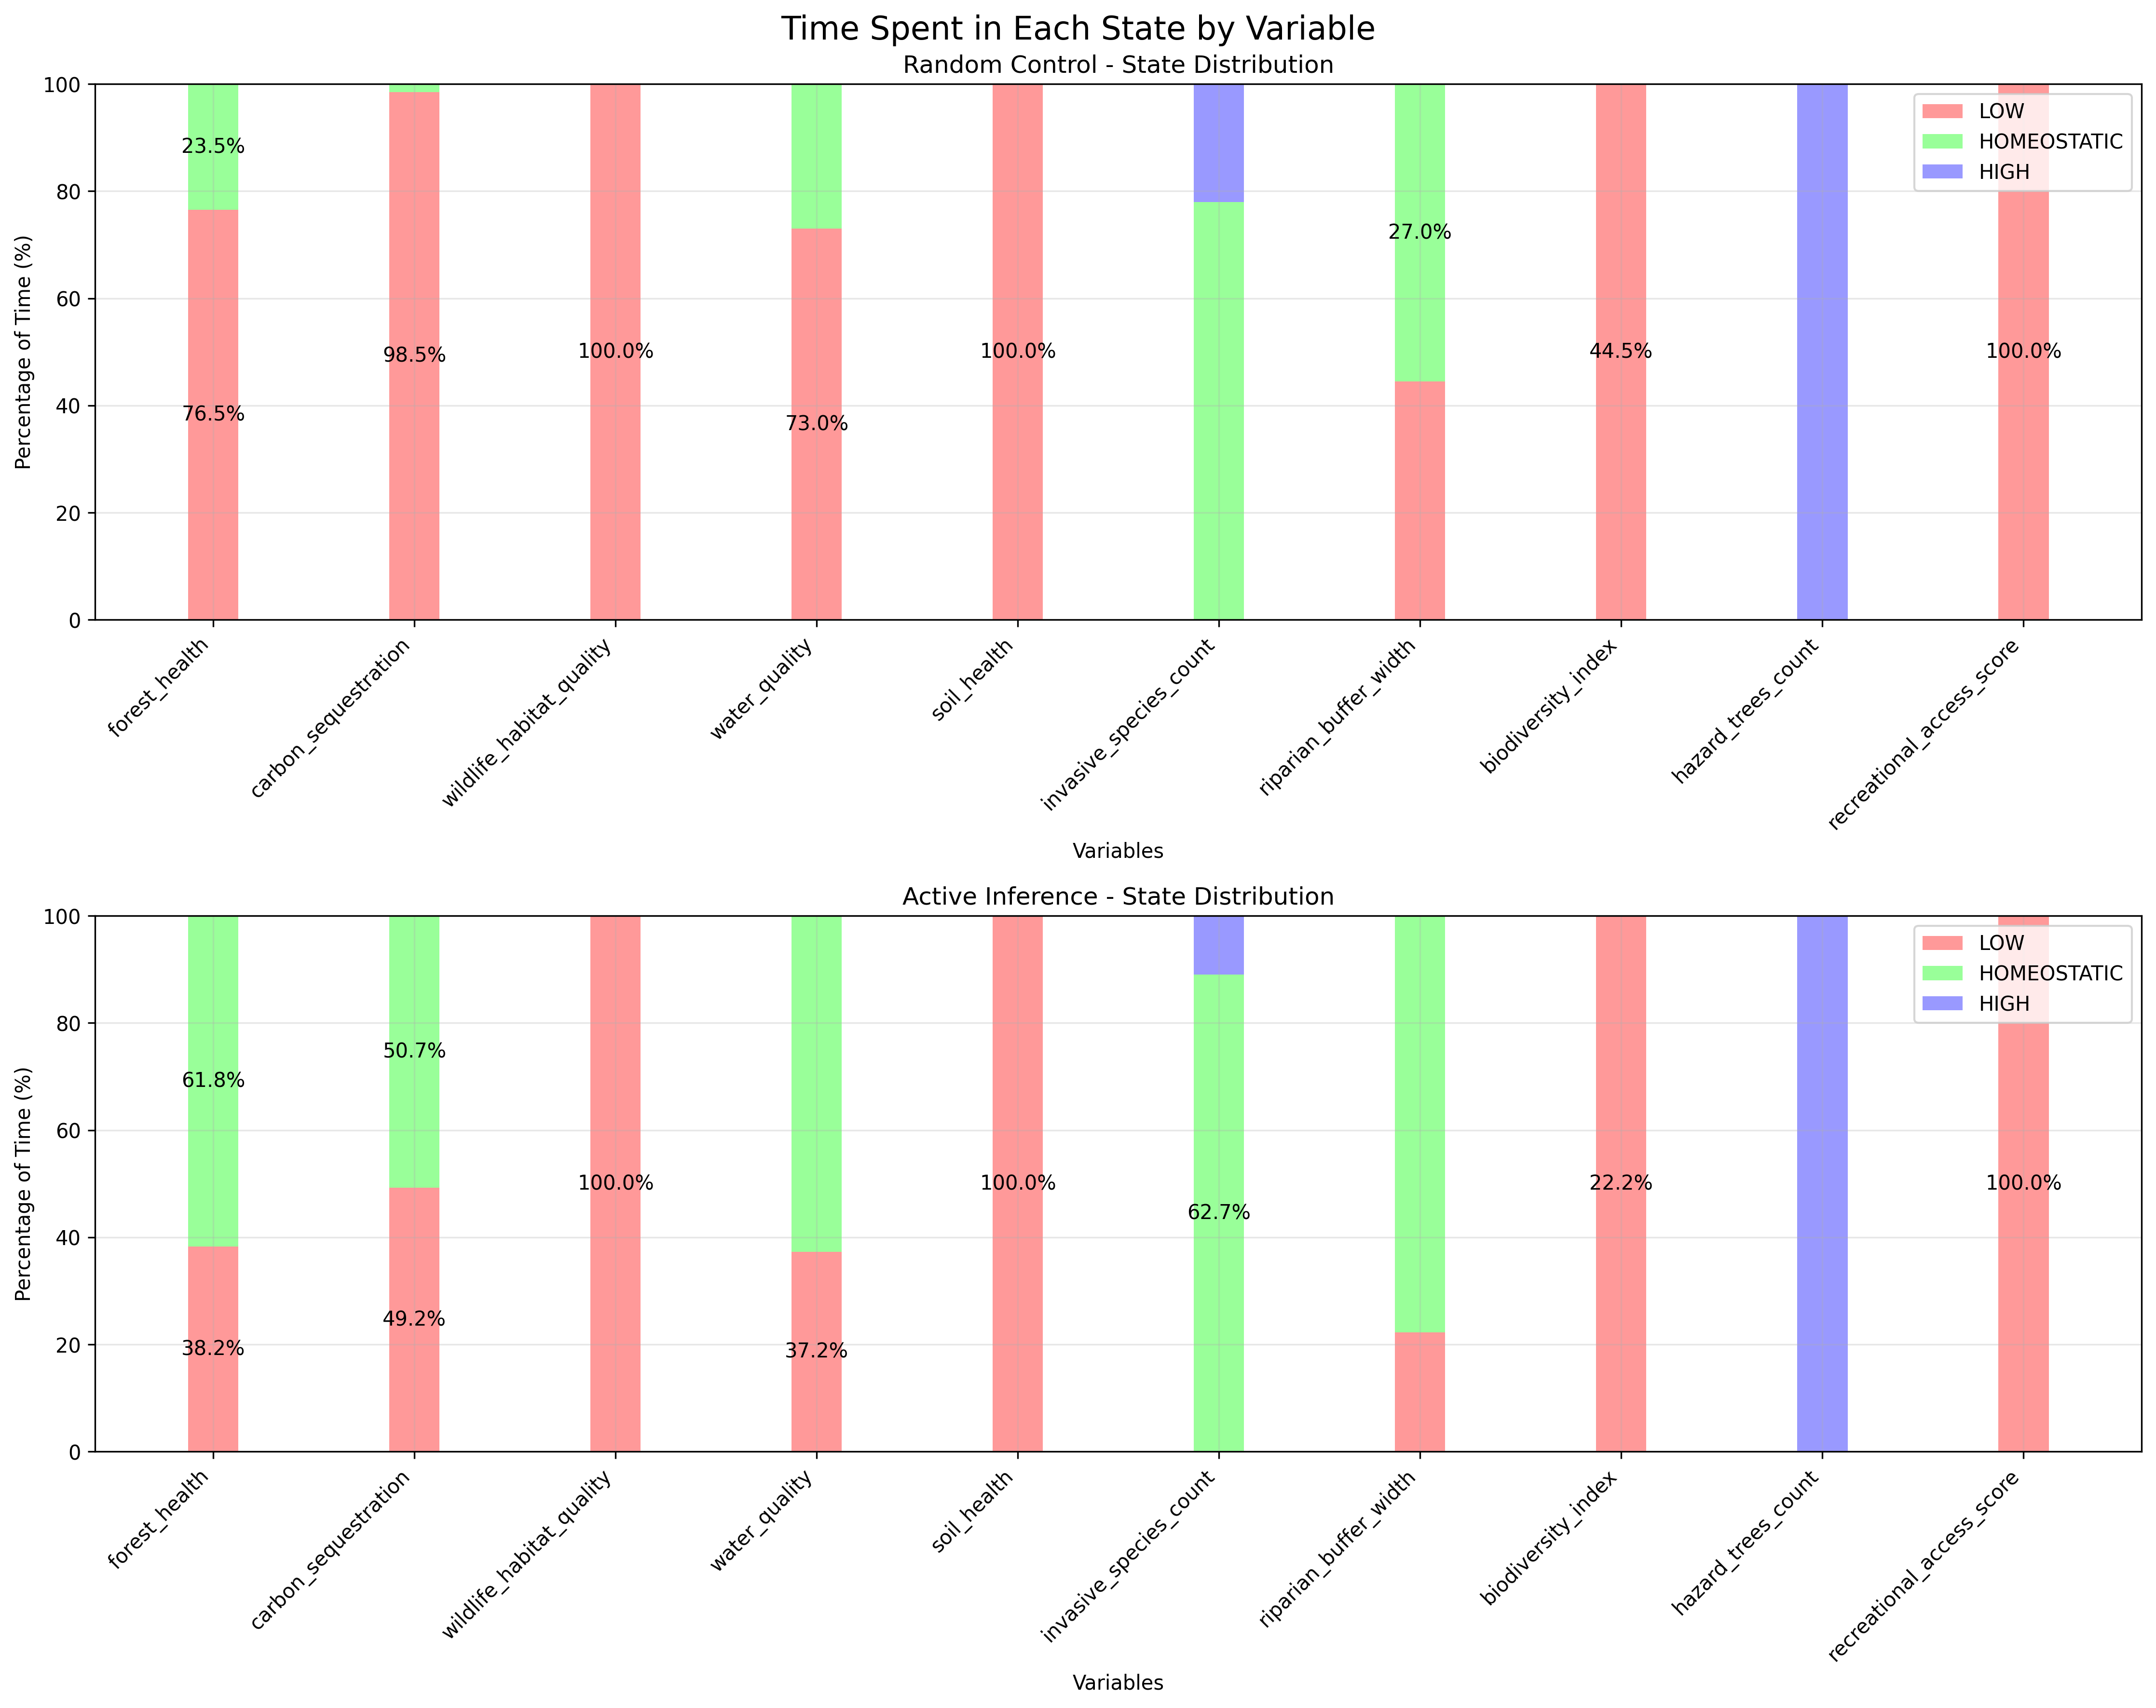 Time Spent in Each State by Variable
Random Control - State Distribution
Percentage of Time (%)
100
80
60
40
20
0
23.5%
76.5%
98.5%
100.0%
73.0%
100.0%
27.0%
44.5%
100.0%
LOW
HOMEOSTATIC
HIGH
forest_health
carbon_sequestration
wildlife_habitat_quality
water_quality
soil_health
invasive_species_count
riparian_buffer_width
biodiversity_index
hazard_trees_count
recreational_access_score
Variables
Active Inference - State Distribution
Percentage of Time (%)
100
80
60
40
20
0
61.8%
38.2%
50.7%
49.2%
100.0%
37.2%
100.0%
62.7%
22.2%
100.0%
LOW
HOMEOSTATIC
HIGH
forest_health
carbon_sequestration
wildlife_habitat_quality
water_quality
soil_health
invasive_species_count
riparian_buffer_width
biodiversity_index
hazard_trees_count
recreational_access_score
Variables